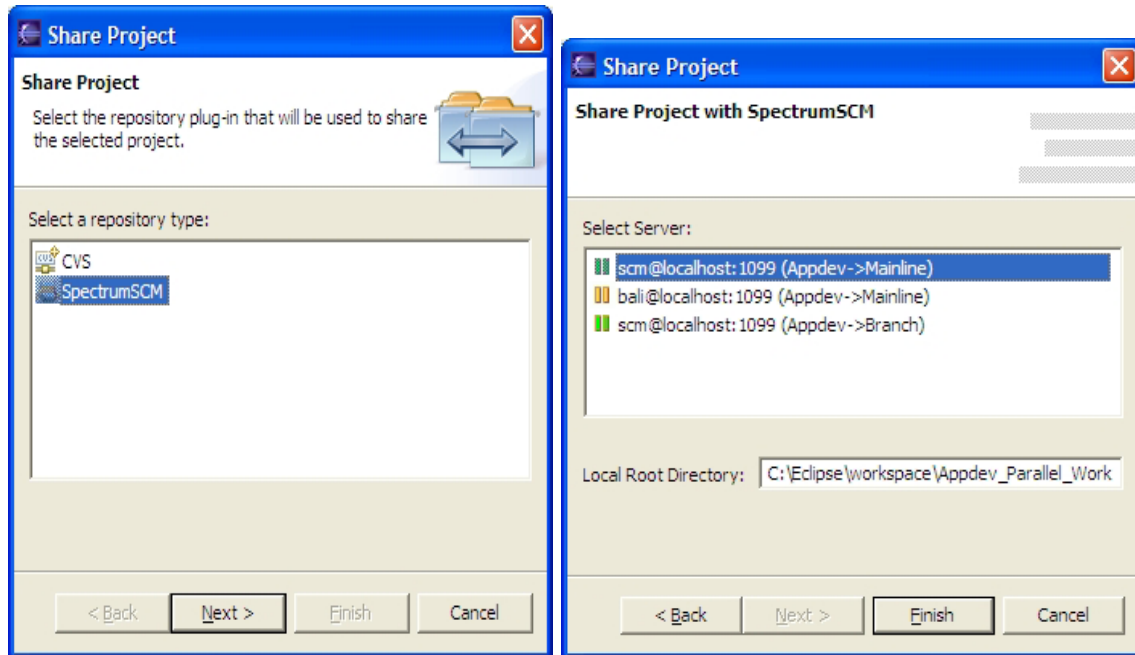 Share Project
Share Project
Select the repository plug-in that will be used to share
the selected project.
Select a repository type:
CVS
SpectrumSCM
< Back
Next >
Finish
Cancel
Share Project
Share Project with SpectrumSCM
Select Server:
scm@localhost:1099 (Appdev->Mainline)
bali@localhost:1099 (Appdev->Mainline)
scm@localhost:1099 (Appdev->Branch)
Local Root Directory: C:\Eclipse\workspace\Appdev_Parallel_Work
< Back
Next >
Finish
Cancel